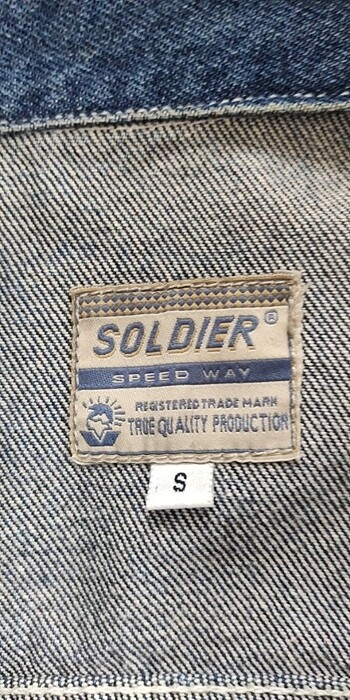 SOLDIER®
SPEED WAY
REGISTERED TRADE MARK
TRUE QUALITY PRODUCTION
S